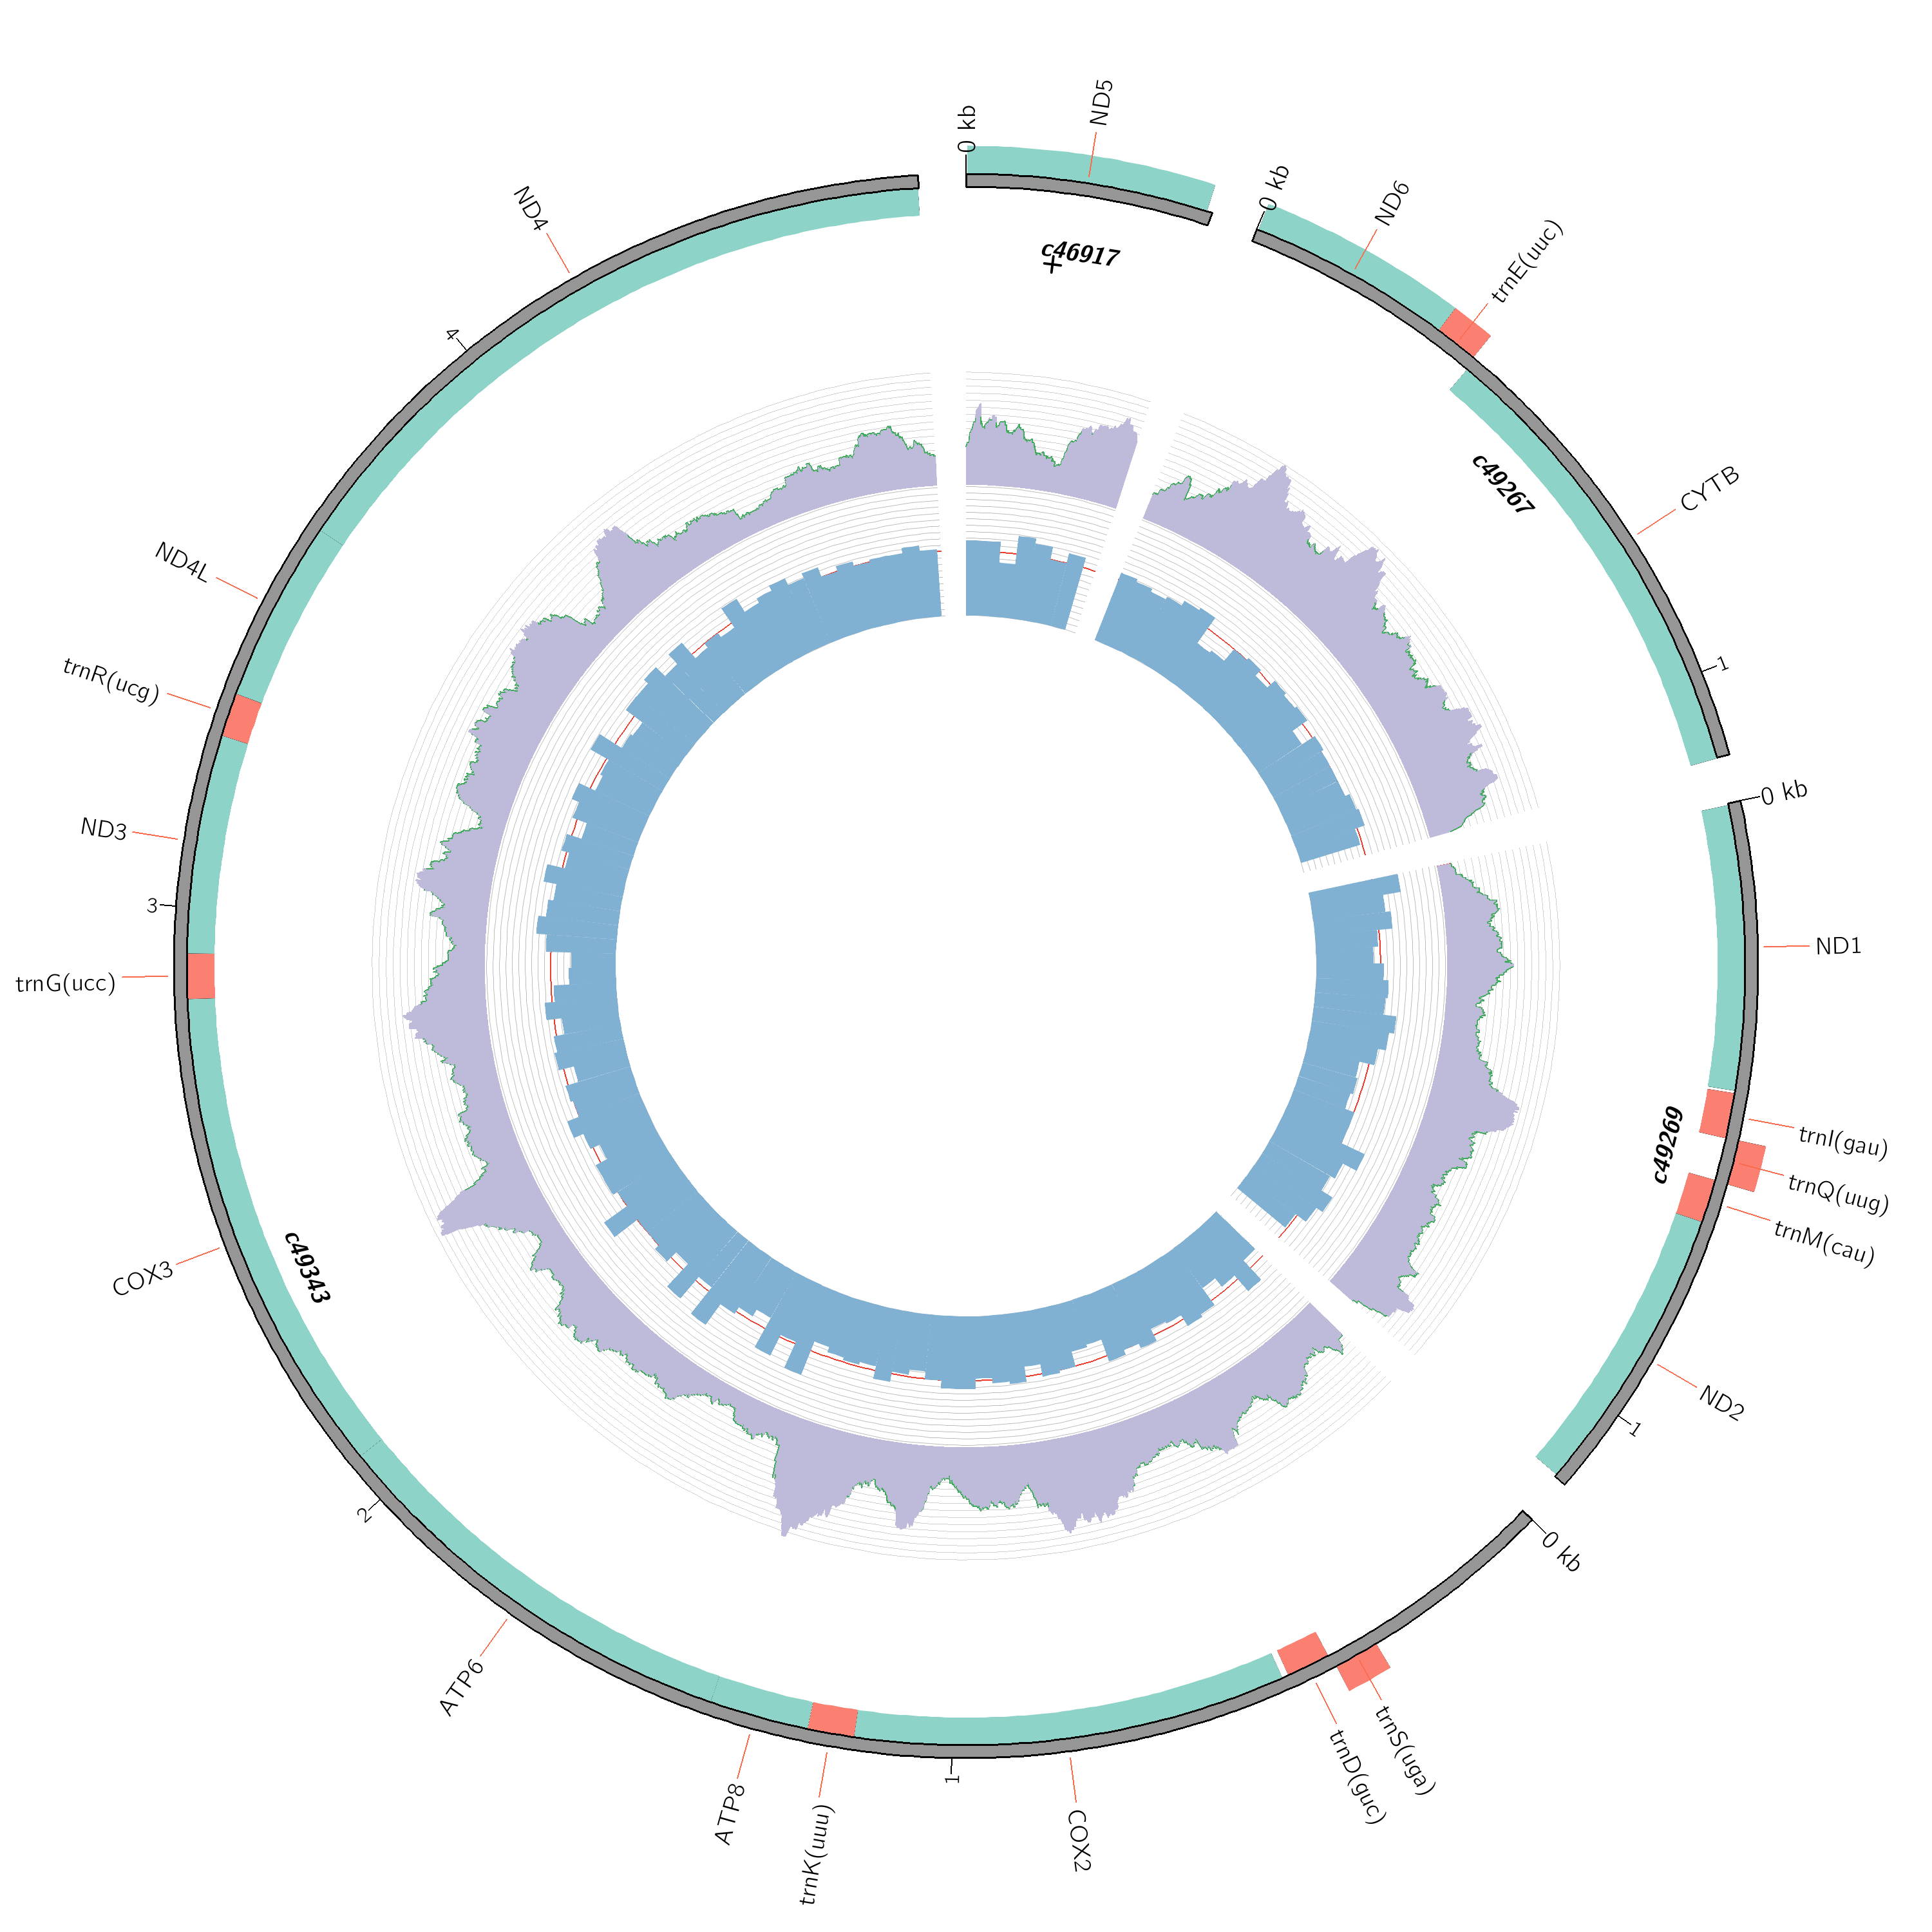 0 kb
ND5
c46917
+
0 kb
ND6
trnE(uuc)
CYTB
c49267
1
0 kb
ND1
trnI(gau)
trnQ(uug)
trnM(cau)
c49269
ND2
1
0 kb
trnS(uga)
trnD(guc)
COX2
1
trnK(uuu)
ATP8
ATP6
2
c49343
COX3
trnG(ucc)
3
ND3
trnR(ucg)
ND4L
4
ND4